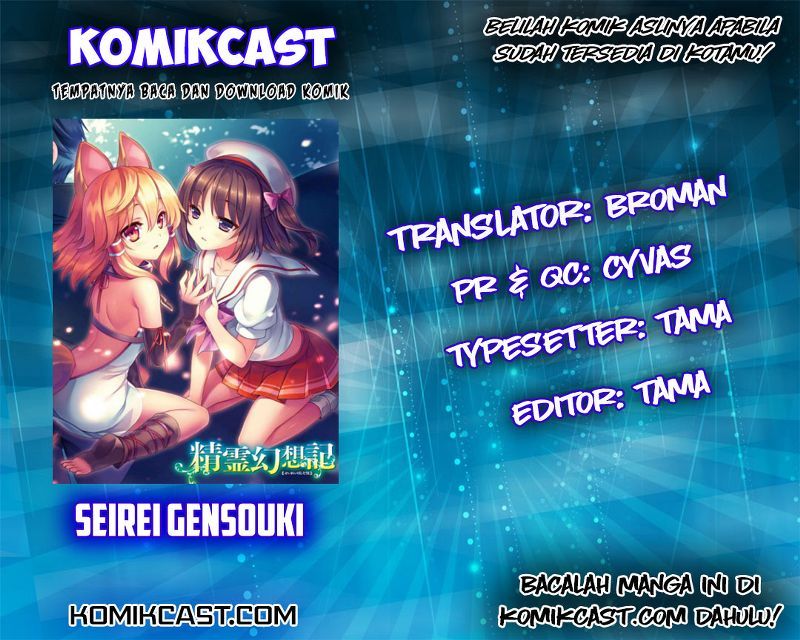 KOMIKCAST
TEMPATNYA BACA DAN DOWNLOAD KOMIK
BELILAH KOMIK ASLINYA APABILA
SUDAH TERSEDIA DI KOTAMU!
TRANSLATOR: BROMAN
PR & QC: CYVAS
TYPESETTER: TAMA
EDITOR: TAMA
精霊幻想記
SEIREI GENSOUKI
KOMIKCAST.COM
BACALAH MANGA INI DI
KOMIKCAST.COM DAHULU!